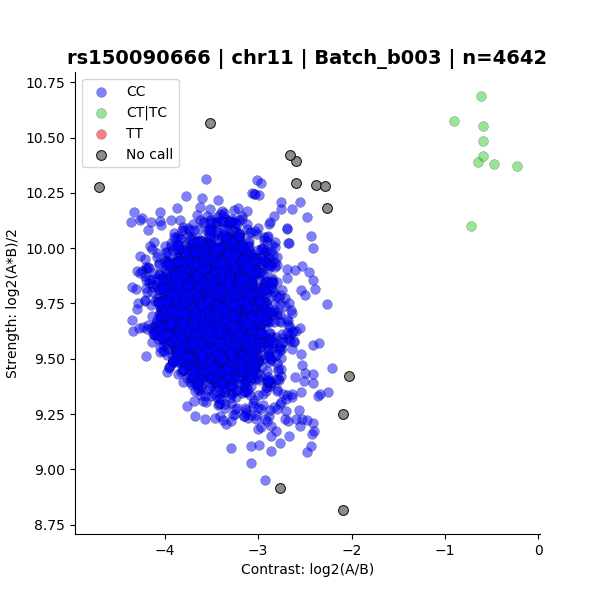 rs150090666 | chr11 | Batch_b003 | n=4642
CC
CT|TC
TT
No call
10.75
10.50
10.25
10.00
9.75
9.50
9.25
9.00
8.75
Strength: log2(A*B)/2
−4
−3
−2
−1
0
Contrast: log2(A/B)